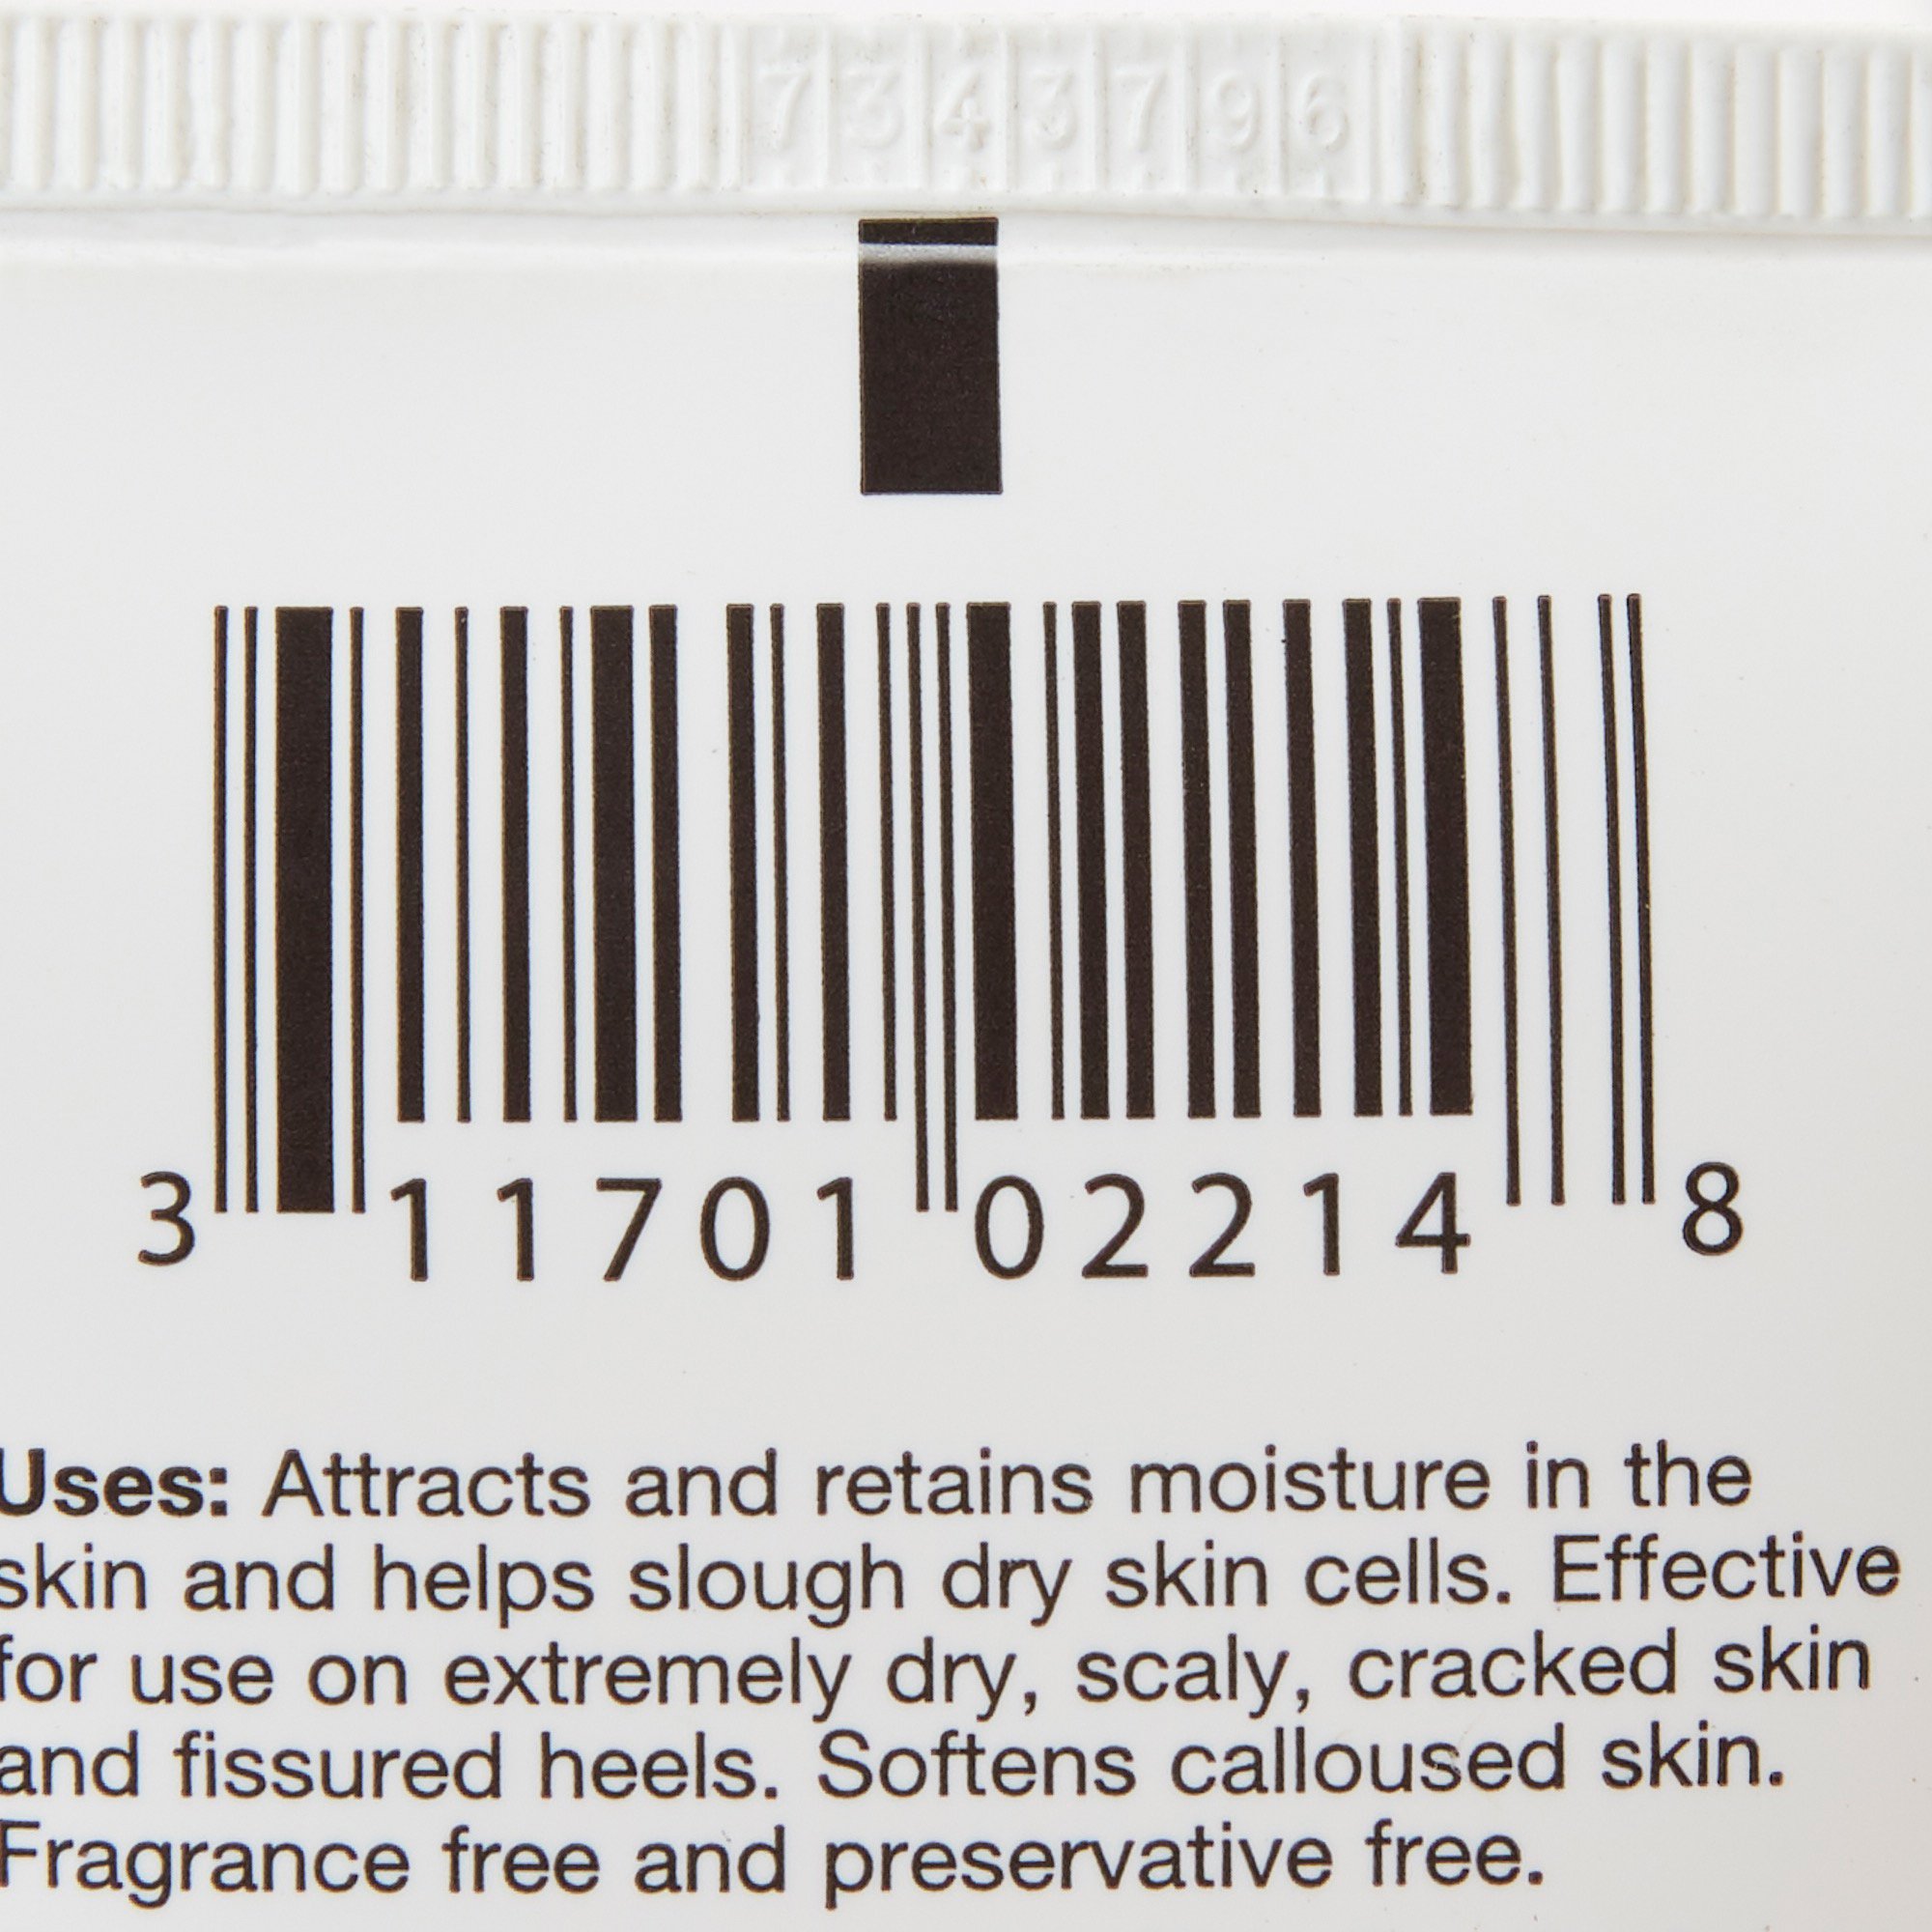 7343796
3 11701 02214 8
Uses: Attracts and retains moisture in the
skin and helps slough dry skin cells. Effective
for use on extremely dry, scaly, cracked skin
and fissured heels. Softens calloused skin.
Fragrance free and preservative free.